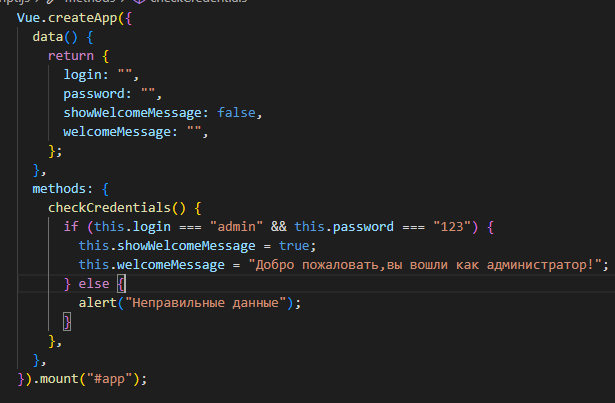 Vue.createApp({
data() {
return {
login: "",
password: "",
showWelcomeMessage: false,
welcomeMessage: "",
};
},
methods: {
checkCredentials() {
if (this.login === "admin" && this.password === "123") {
this.showWelcomeMessage = true;
this.welcomeMessage = "Добро пожаловать,вы вошли как администратор!";
} else {
alert("Неправильные данные");
}
},
},
}).mount("#app");